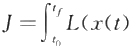 J = ∫_{t_0}^{t_f} L(x(t)